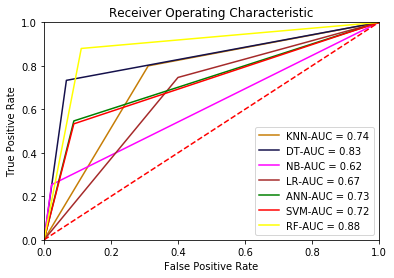 Receiver Operating Characteristic
1.0
0.8
0.6
0.4
0.2
0.0
True Positive Rate
KNN-AUC = 0.74
DT-AUC = 0.83
NB-AUC = 0.62
LR-AUC = 0.67
ANN-AUC = 0.73
SVM-AUC = 0.72
RF-AUC = 0.88
0.0 0.2 0.4 0.6 0.8 1.0
False Positive Rate